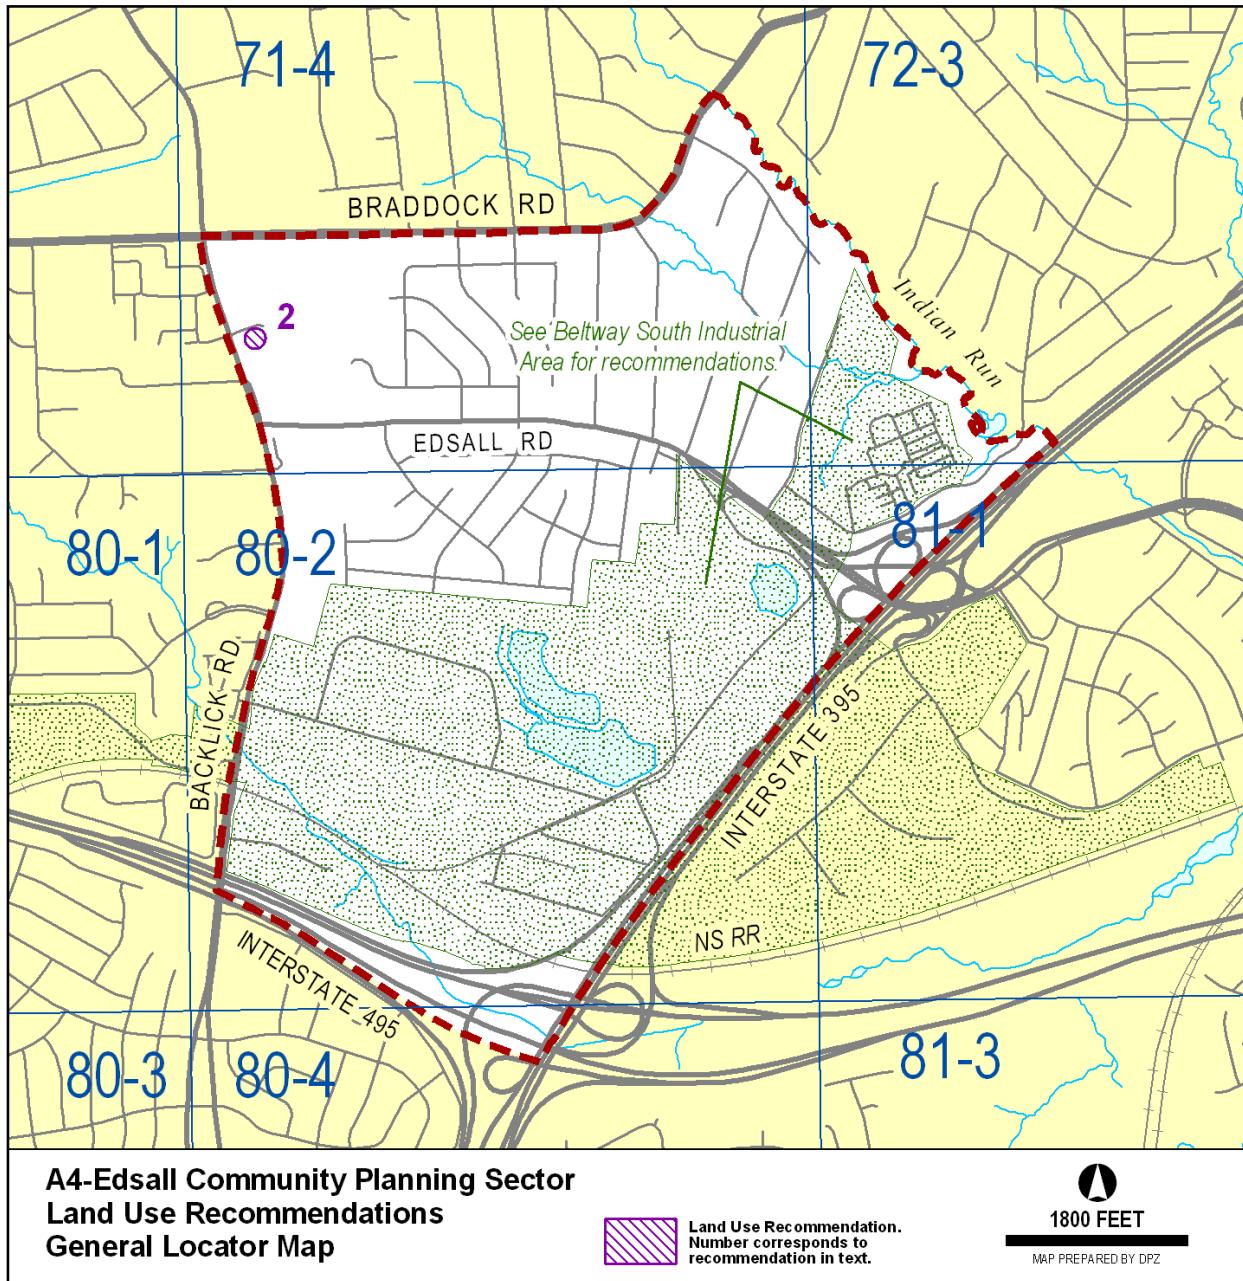 71-4
72-3
BRADDOCK RD
2
See Beltway South Industrial
Area for recommendations.
Indian Run
EDSALL RD
80-1
80-2
81-1
BACKLICK RD
INTERSTATE 395
NS RR
INTERSTATE 495
80-3
80-4
81-3
A4-Edsall Community Planning Sector
Land Use Recommendations
General Locator Map
Land Use Recommendation.
Number corresponds to
recommendation in text.
1800 FEET
MAP PREPARED BY DPZ